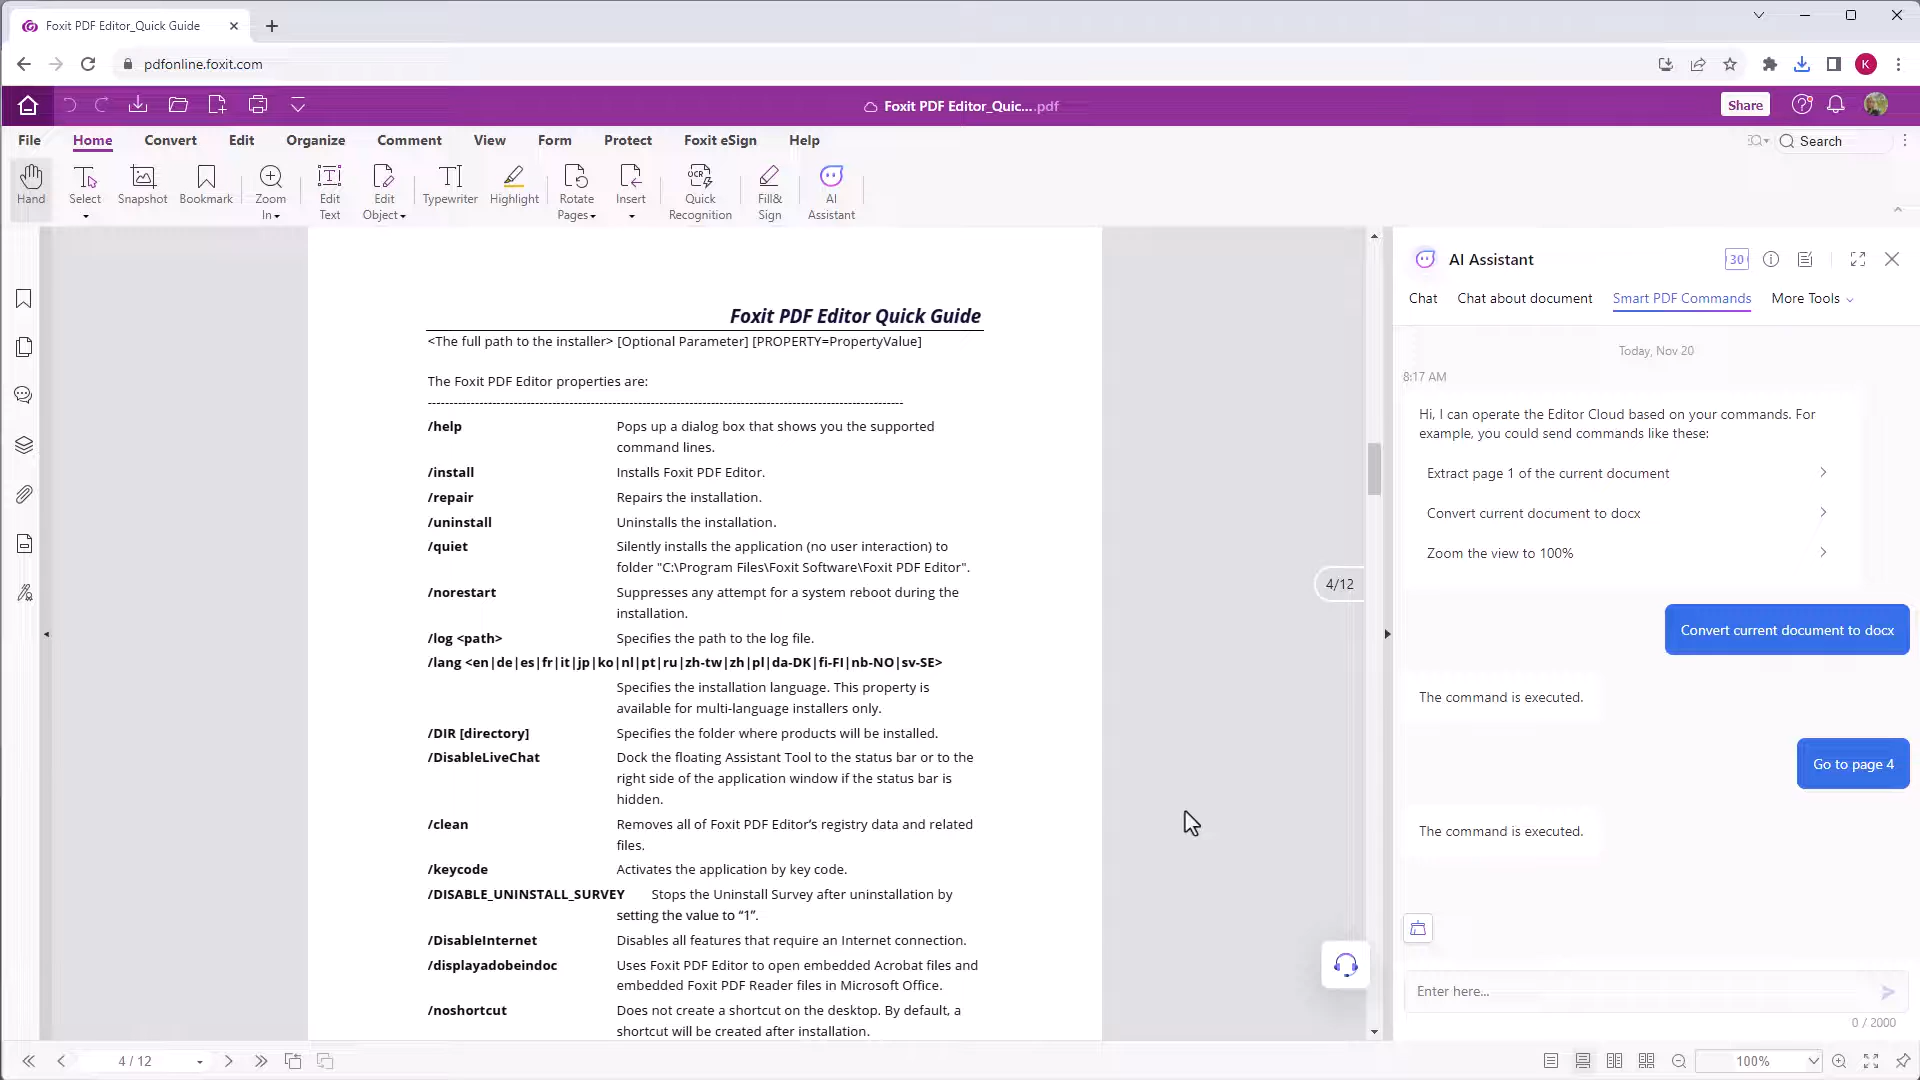 Foxit PDF Editor_Quick Guide
pdfonline.foxit.com
K
Foxit PDF Editor_Quic... .pdf
Share
File Home Convert Edit Organize Comment View Form Protect Foxit eSign Help
Search
Hand
Select
Snapshot
Bookmark
Zoom
In
Edit
Text
Edit
Object
Typewriter
Highlight
Rotate
Pages
Insert
OCR
Quick
Recognition
Fill&
Sign
AI
Assistant
Foxit PDF Editor Quick Guide
<The full path to the installer> [Optional Parameter] [PROPERTY=PropertyValue]
The Foxit PDF Editor properties are:
/help Pops up a dialog box that shows you the supported
command lines.
/install Installs Foxit PDF Editor.
/repair Repairs the installation.
/uninstall Uninstalls the installation.
/quiet Silently installs the application (no user interaction) to
folder "C:\Program Files\Foxit Software\Foxit PDF Editor".
/norestart Suppresses any attempt for a system reboot during the
installation.
/log <path> Specifies the path to the log file.
/lang <en|de|es|fr|it|jp|ko|nl|pt|ru|zh-tw|zh|pl|da-DK|fi-FI|nb-NO|sv-SE>
Specifies the installation language. This property is
available for multi-language installers only.
/DIR [directory] Specifies the folder where products will be installed.
/DisableLiveChat Dock the floating Assistant Tool to the status bar or to the
right side of the application window if the status bar is
hidden.
/clean Removes all of Foxit PDF Editor's registry data and related
files.
/keycode Activates the application by key code.
/DISABLE_UNINSTALL_SURVEY Stops the Uninstall Survey after uninstallation by
setting the value to “1”.
/DisableInternet Disables all features that require an Internet connection.
/displayadobeindoc Uses Foxit PDF Editor to open embedded Acrobat files and
embedded Foxit PDF Reader files in Microsoft Office.
/noshortcut Does not create a shortcut on the desktop. By default, a
shortcut will be created after installation.
4/12
AI Assistant
30
Chat Chat about document Smart PDF Commands More Tools
Today, Nov 20
8:17 AM
Hi, I can operate the Editor Cloud based on your commands. For
example, you could send commands like these:
Extract page 1 of the current document
Convert current document to docx
Zoom the view to 100%
Convert current document to docx
The command is executed.
Go to page 4
The command is executed.
Enter here...
0 / 2000
4 / 12
100%